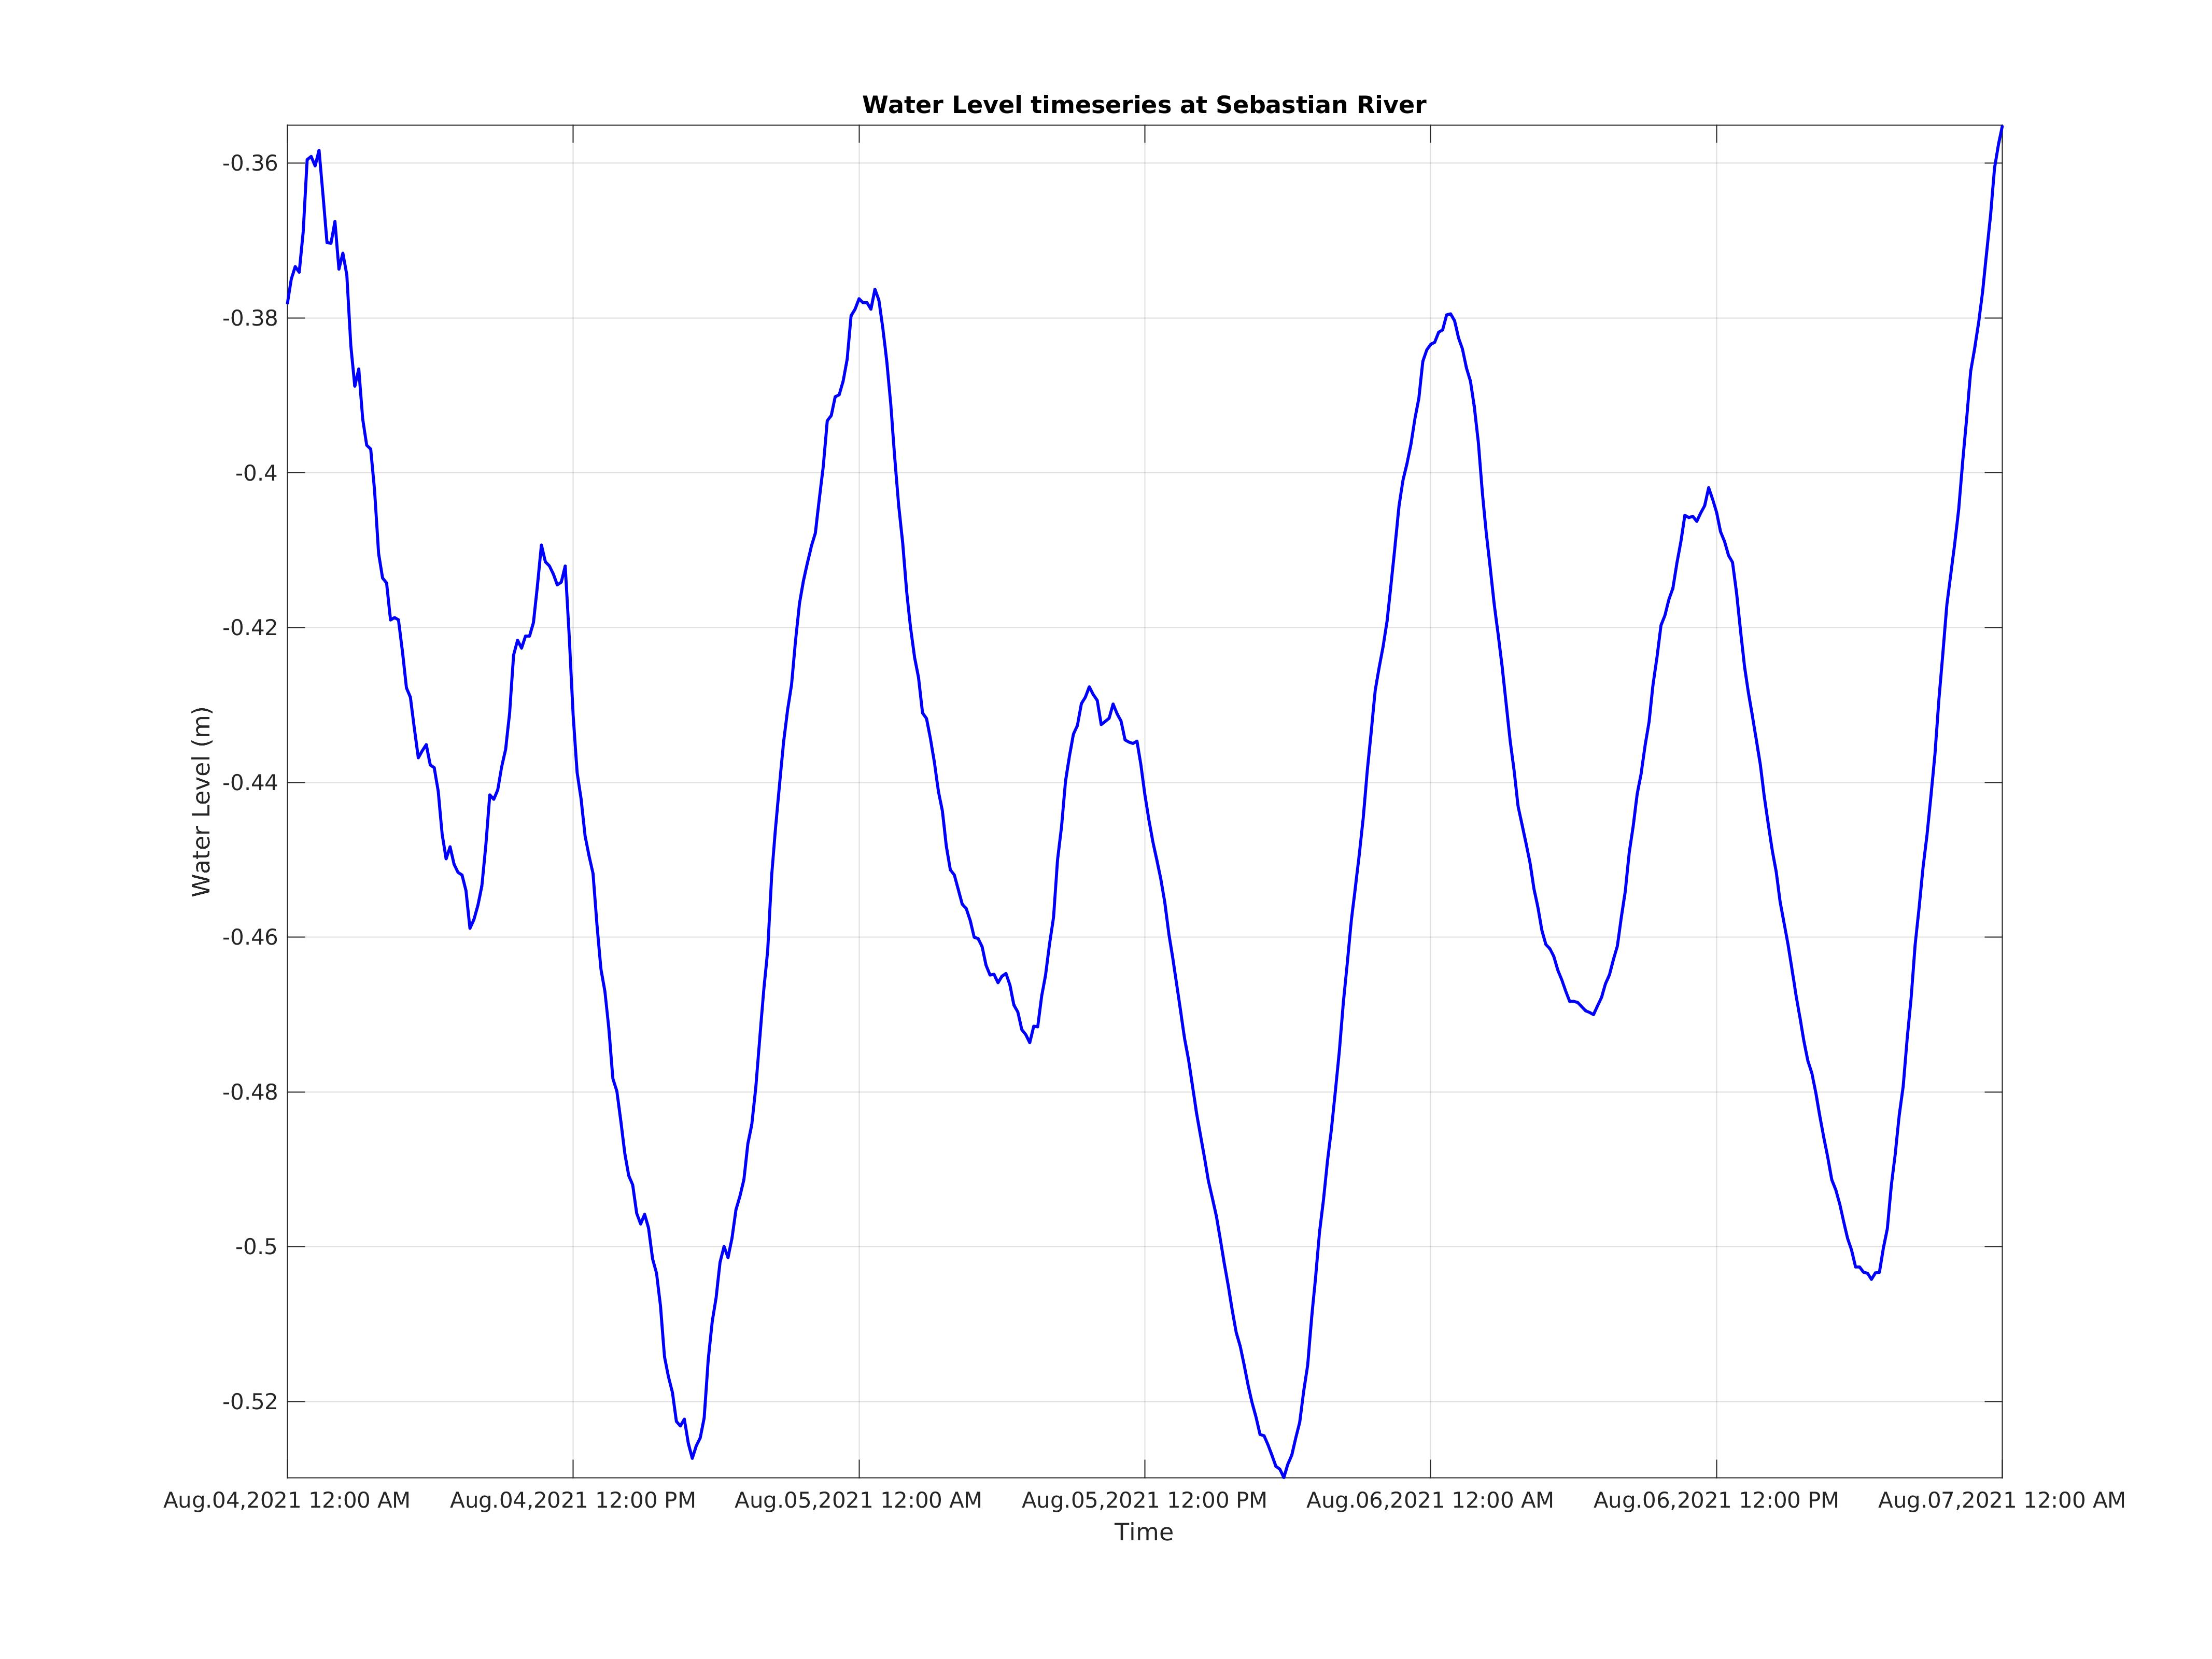 Water Level timeseries at Sebastian River
-0.36
-0.38
-0.4
-0.42
-0.44
-0.46
-0.48
-0.5
-0.52
Water Level (m)
Aug.04,2021 12:00 AM Aug.04,2021 12:00 PM Aug.05,2021 12:00 AM Aug.05,2021 12:00 PM Aug.06,2021 12:00 AM Aug.06,2021 12:00 PM Aug.07,2021 12:00 AM
Time